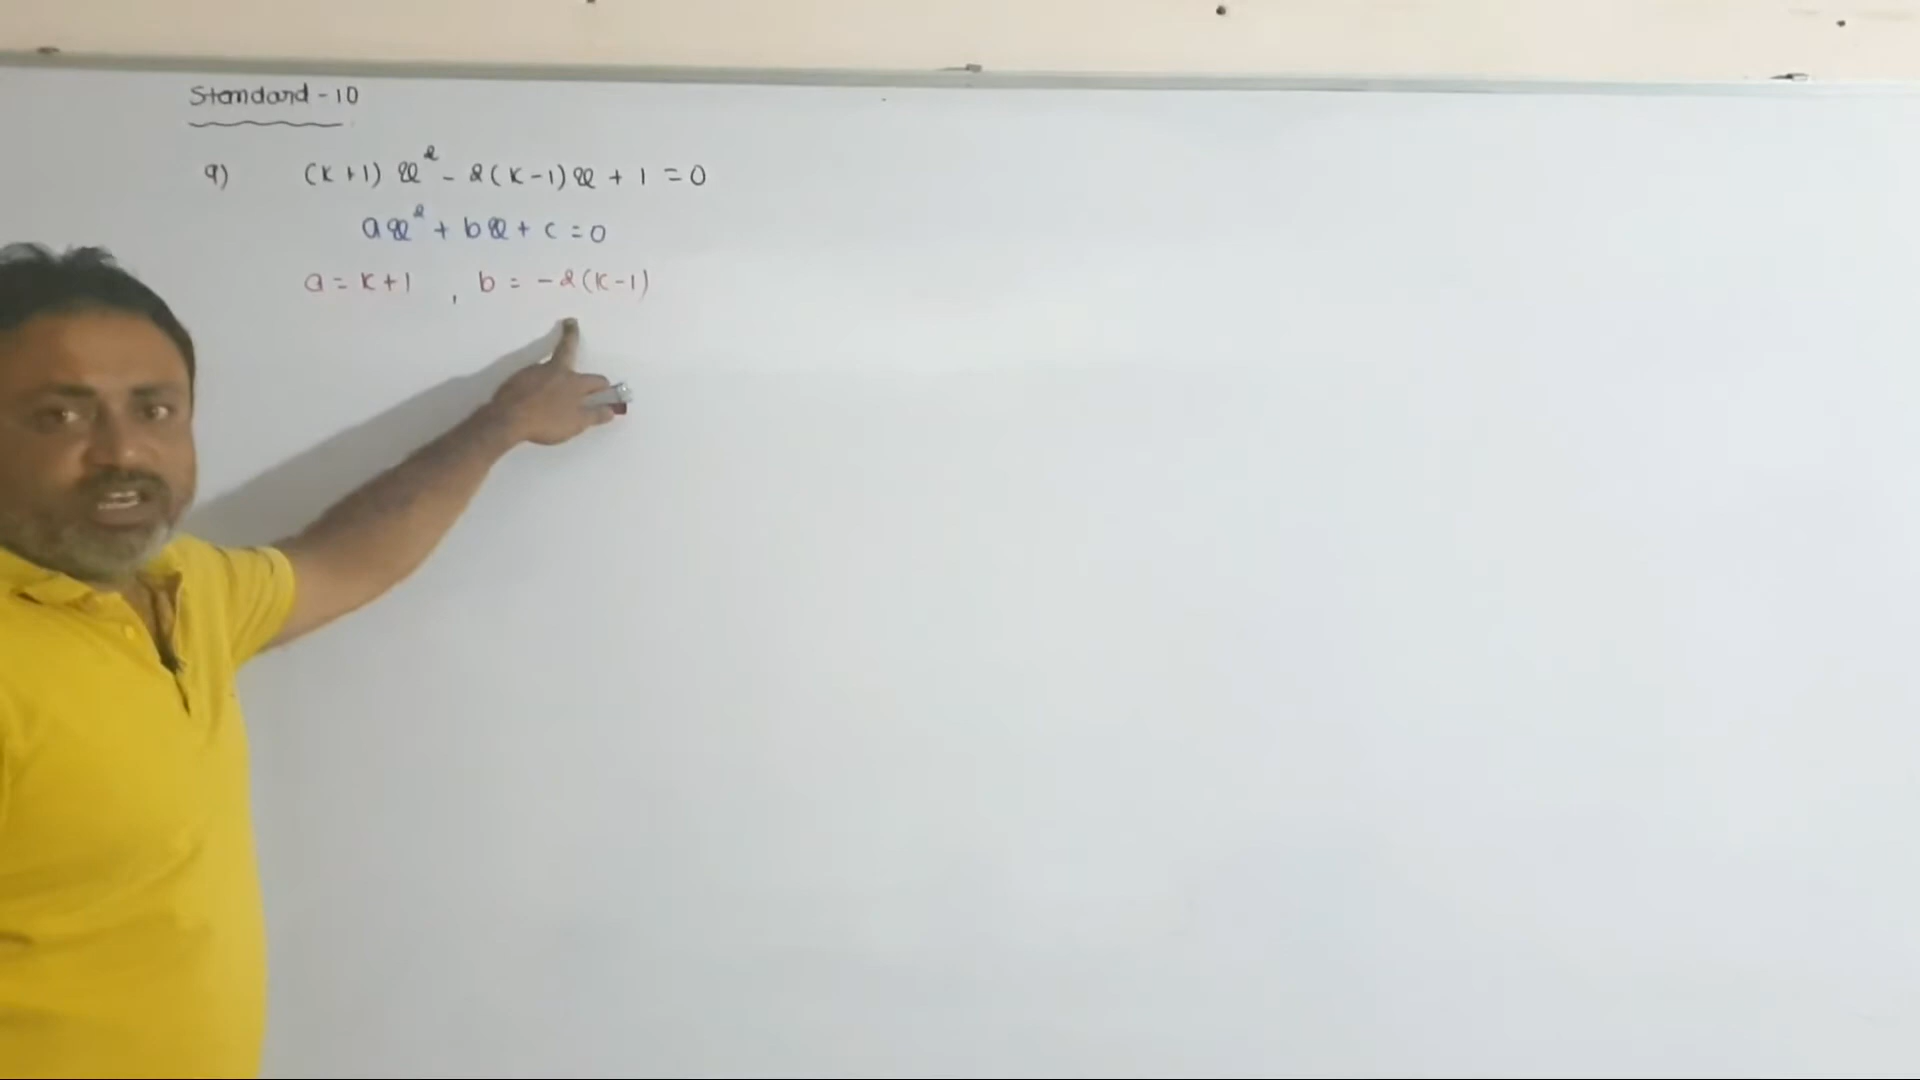 Standard - 10
9) (K+1) x² - 2(K-1)x + 1 = 0
ax² + bx + c = 0
a = K+1 , b = -2(K-1)